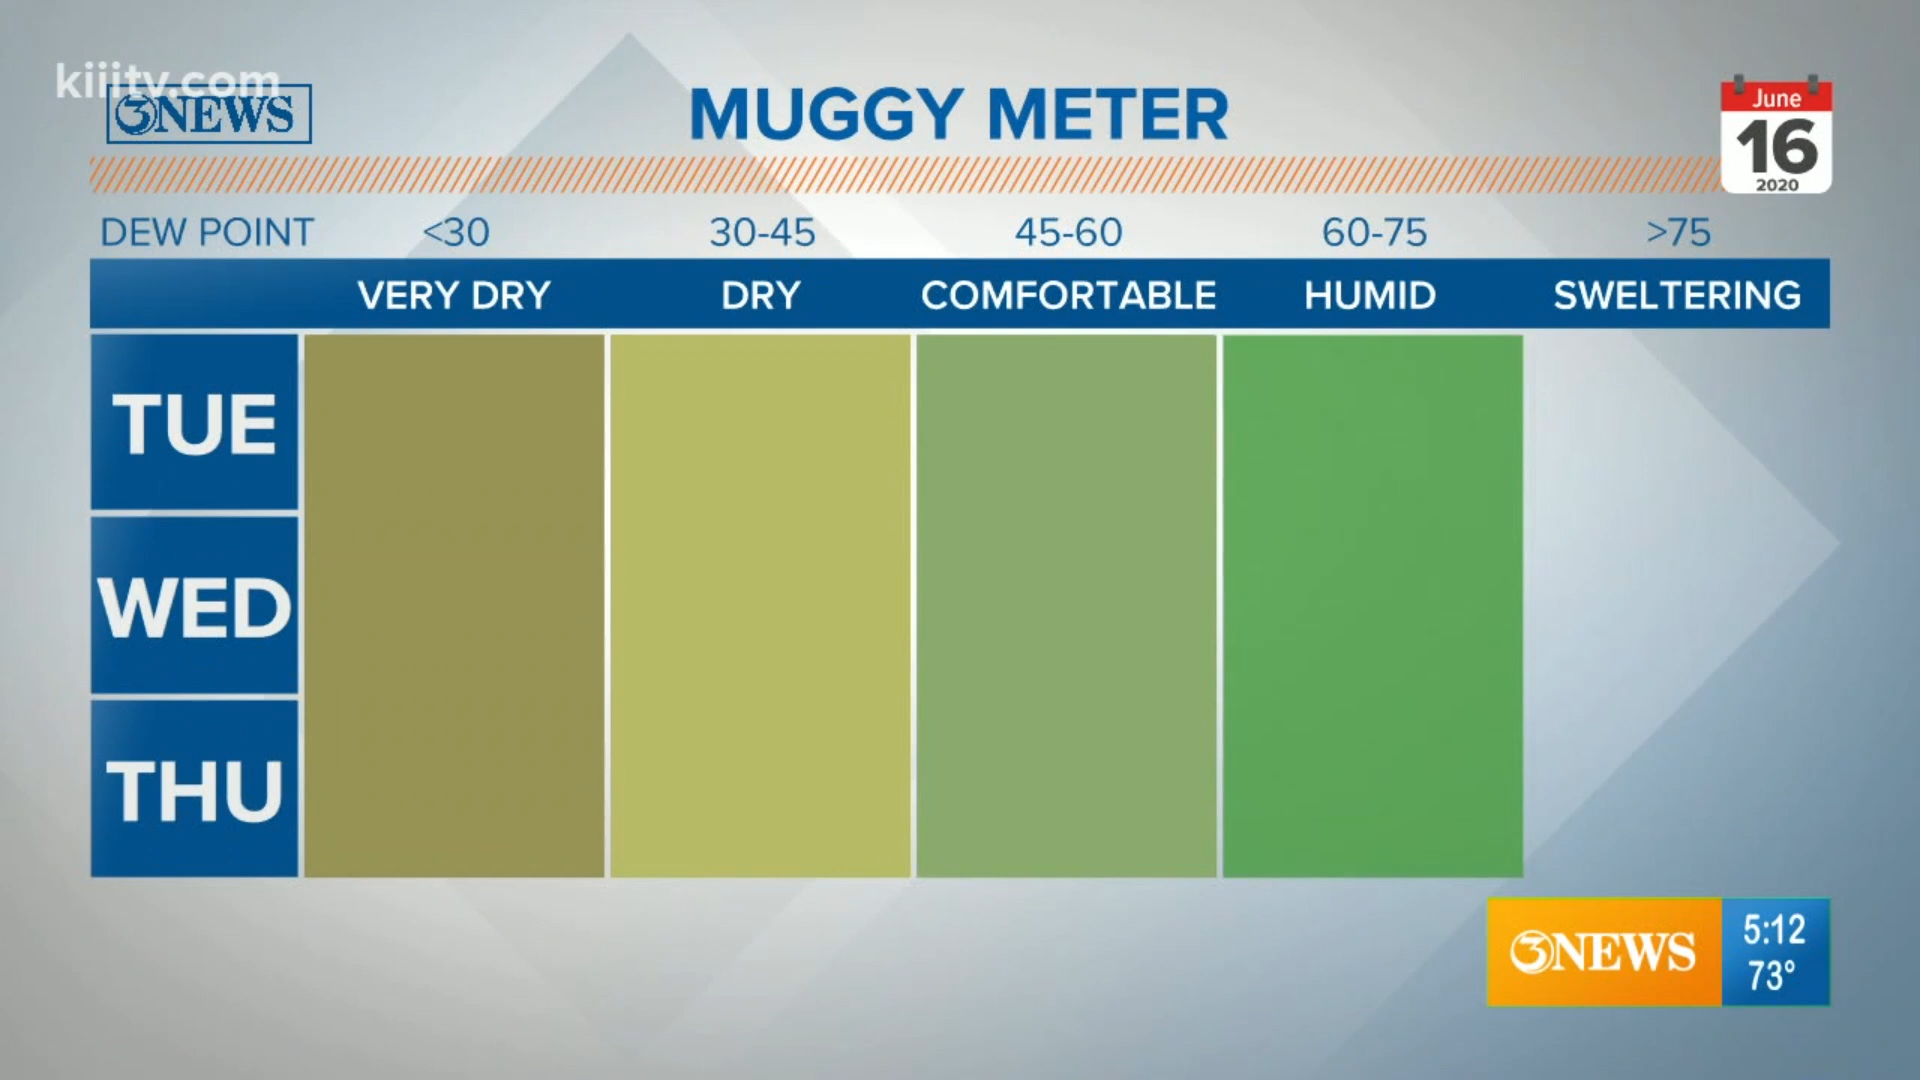 kiiitv.com
3NEWS
MUGGY METER
June
16
2020
DEW POINT <30 30-45 45-60 60-75 >75
VERY DRY DRY COMFORTABLE HUMID SWELTERING
TUE
WED
THU
3NEWS
5:12
73°